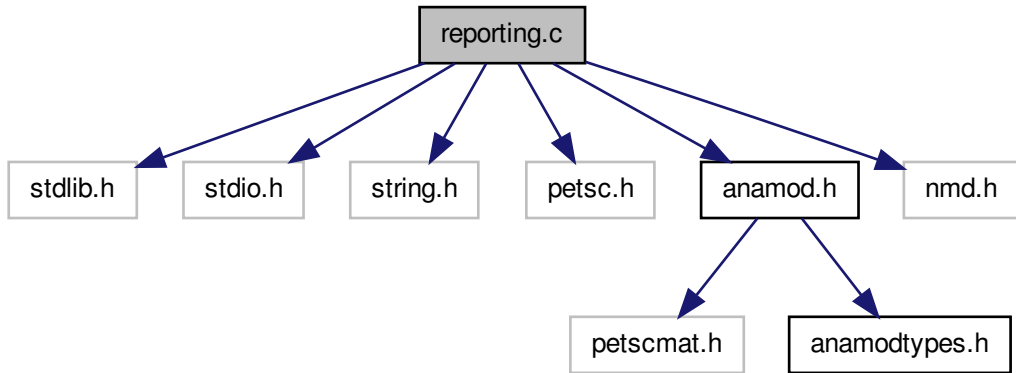 reporting.c
stdlib.h
stdio.h
string.h
petsc.h
anamod.h
nmd.h
petscmat.h
anamodtypes.h